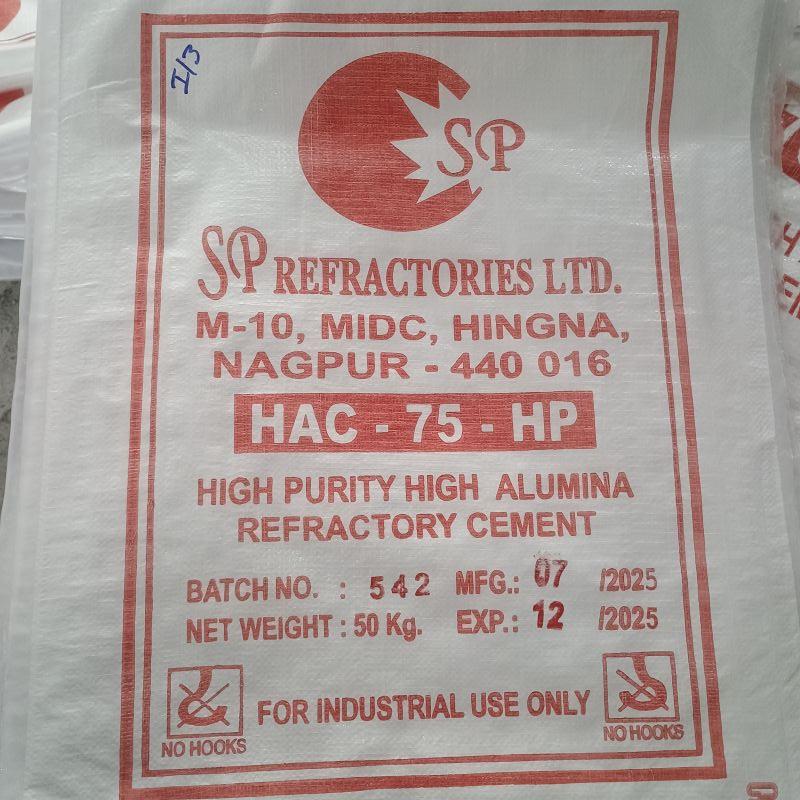 I/3
SP
SP REFRACTORIES LTD.
M-10, MIDC, HINGNA,
NAGPUR - 440 016
HAC - 75 - HP
HIGH PURITY HIGH ALUMINA
REFRACTORY CEMENT
BATCH NO. : 542 MFG.: 07 /2025
NET WEIGHT : 50 Kg. EXP.: 12 /2025
FOR INDUSTRIAL USE ONLY
NO HOOKS NO HOOKS